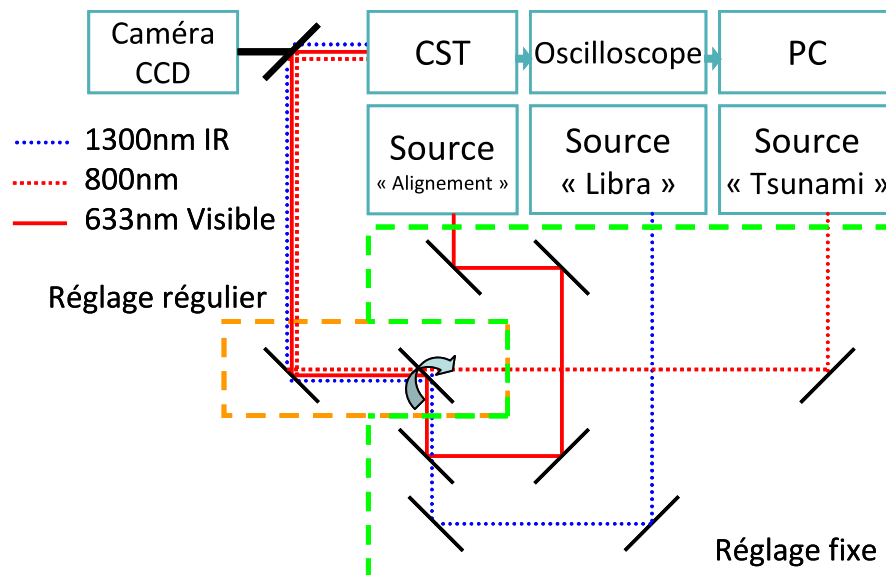 Caméra
CCD
CST
Oscilloscope
PC
Source
« Alignement »
Source
« Libra »
Source
« Tsunami »
1300nm IR
800nm
633nm Visible
Réglage régulier
Réglage fixe